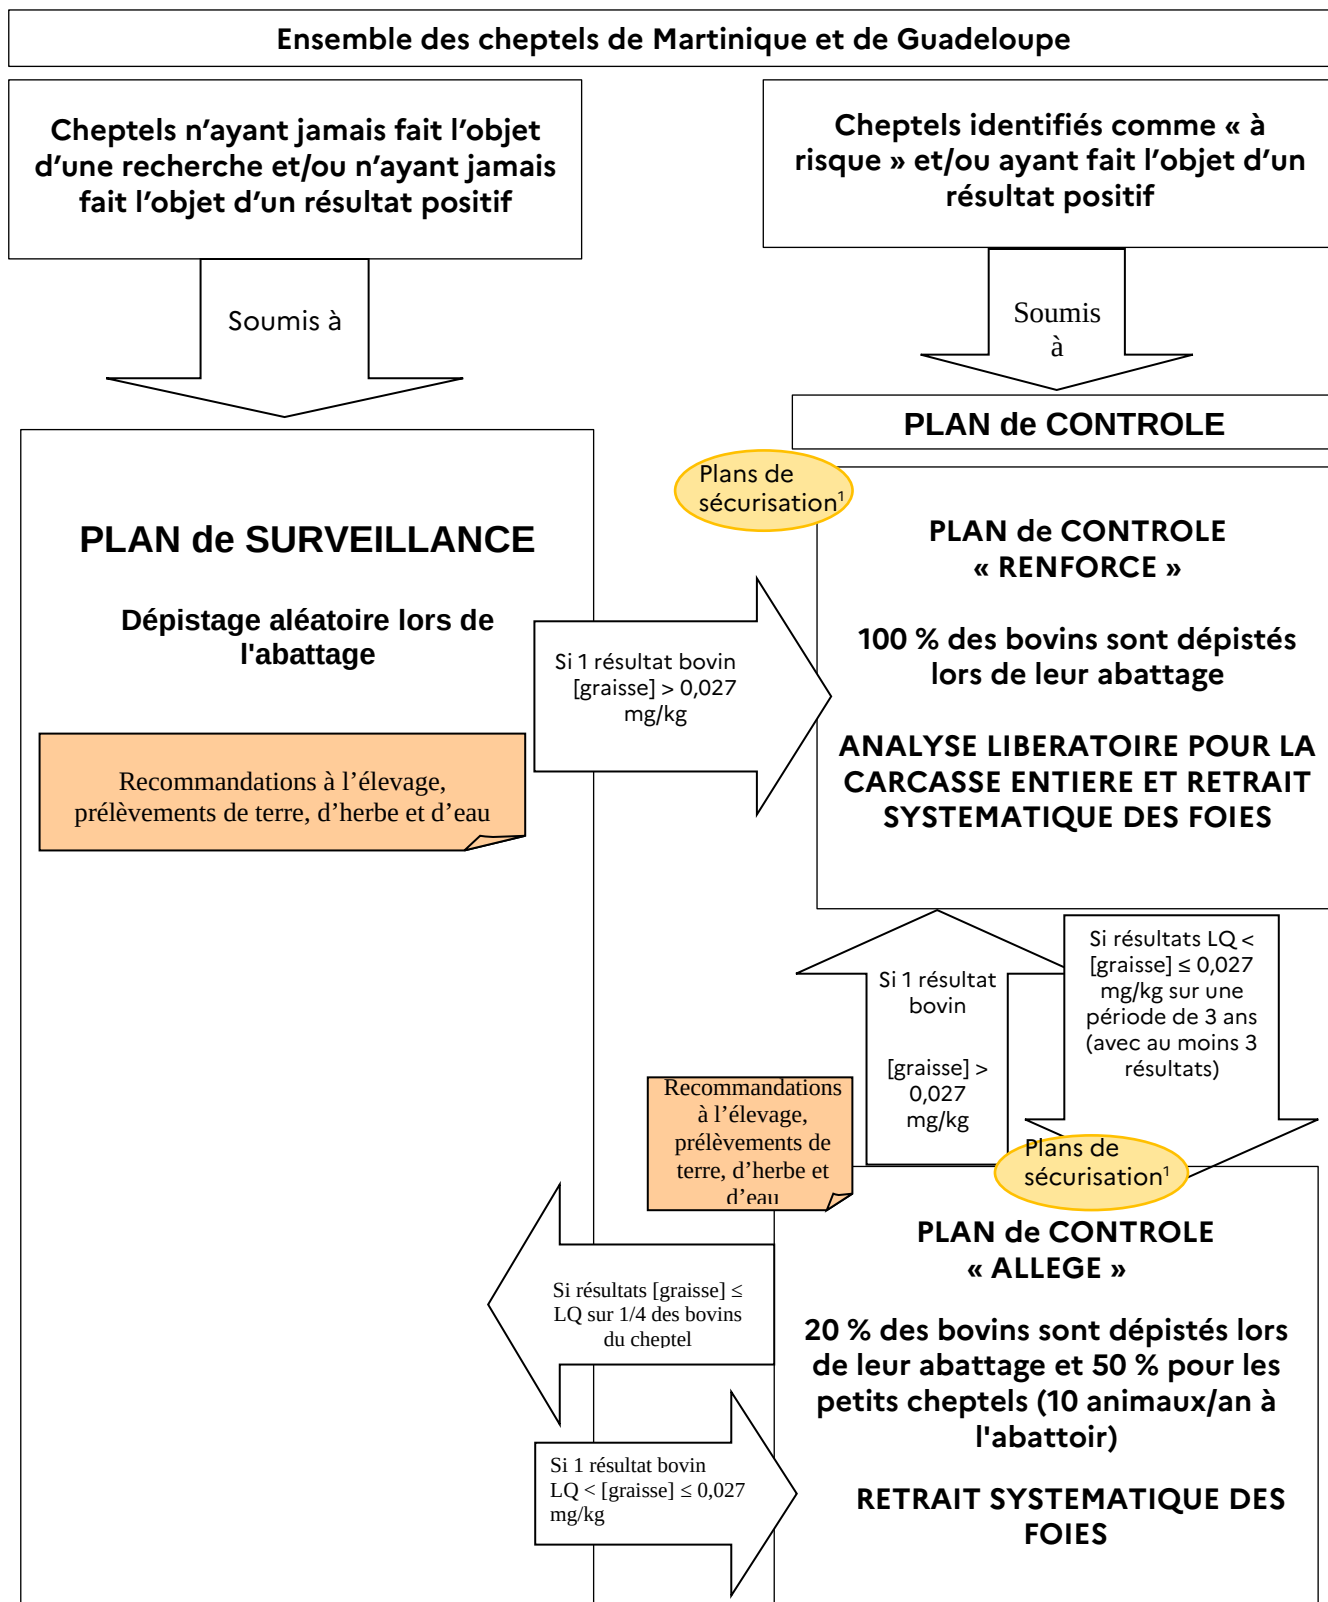 Ensemble des cheptels de Martinique et de Guadeloupe
Cheptels n’ayant jamais fait l’objet
d’une recherche et/ou n’ayant jamais
fait l’objet d’un résultat positif
Cheptels identifiés comme « à
risque » et/ou ayant fait l’objet d’un
résultat positif
Soumis à
Soumis
à
PLAN de CONTROLE
Plans de
sécurisation¹
PLAN de SURVEILLANCE
Dépistage aléatoire lors de
l'abattage
Recommandations à l’élevage,
prélèvements de terre, d’herbe et d’eau
Si 1 résultat bovin
[graisse] > 0,027
mg/kg
PLAN de CONTROLE
« RENFORCE »
100 % des bovins sont dépistés
lors de leur abattage
ANALYSE LIBERATOIRE POUR LA
CARCASSE ENTIERE ET RETRAIT
SYSTEMATIQUE DES FOIES
Si 1 résultat
bovin
[graisse] >
0,027
mg/kg
Si résultats LQ <
[graisse] ≤ 0,027
mg/kg sur une
période de 3 ans
(avec au moins 3
résultats)
Recommandations
à l’élevage,
prélèvements de
terre, d’herbe et
d’eau
Plans de
sécurisation¹
PLAN de CONTROLE
« ALLEGE »
20 % des bovins sont dépistés lors
de leur abattage et 50 % pour les
petits cheptels (10 animaux/an à
l'abattoir)
RETRAIT SYSTEMATIQUE DES
FOIES
Si résultats [graisse] ≤
LQ sur 1/4 des bovins
du cheptel
Si 1 résultat bovin
LQ < [graisse] ≤ 0,027
mg/kg